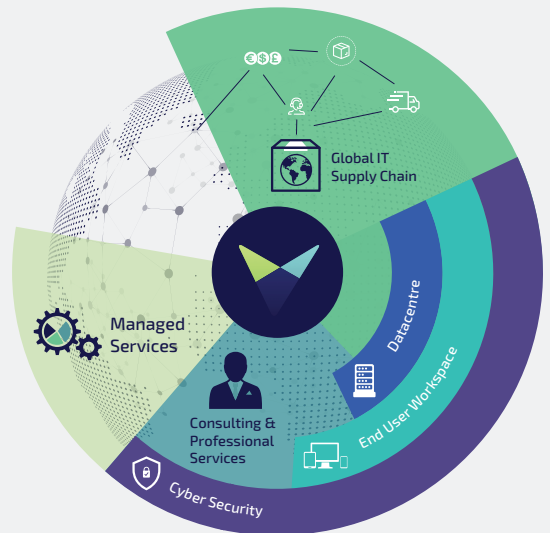 € $ £
Global IT
Supply Chain
Managed
Services
Datacentre
End User Workspace
Consulting &
Professional
Services
Cyber Security